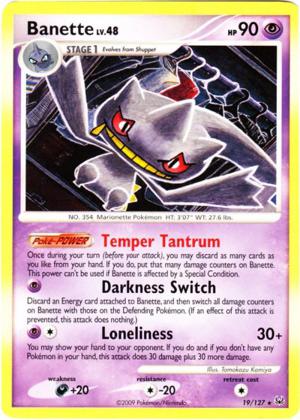 Banette LV.48
HP 90
STAGE 1 Evolves from Shuppet
NO. 354 Marionette Pokémon HT: 3'07" WT: 27.6 lbs.
Poké-POWER Temper Tantrum
Once during your turn (before your attack), you may discard as many cards as
you like from your hand. If you do, put that many damage counters on Banette.
This power can't be used if Banette is affected by a Special Condition.
Darkness Switch
Discard an Energy card attached to Banette, and then switch all damage counters
on Banette with those on the Defending Pokémon. (If an effect of this attack is
prevented, this attack does nothing.)
Loneliness 30+
You may do up to 3 damage to your opponent. If you do and if you don't have any
Pokémon in your hand, this attack does 30 damage plus 30 more damage.
Illus. Tomokazu Komiya
weakness resistance retreat cost
+20 -20
©2009 Pokémon/Nintendo 19/127